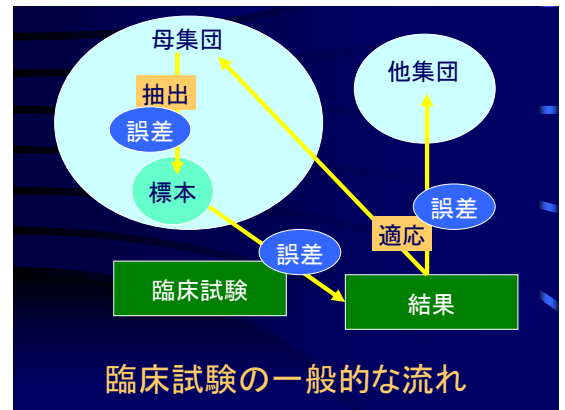 母集団
他集団
抽出
誤差
標本
誤差
適応
誤差
臨床試験
結果
臨床試験の一般的な流れ